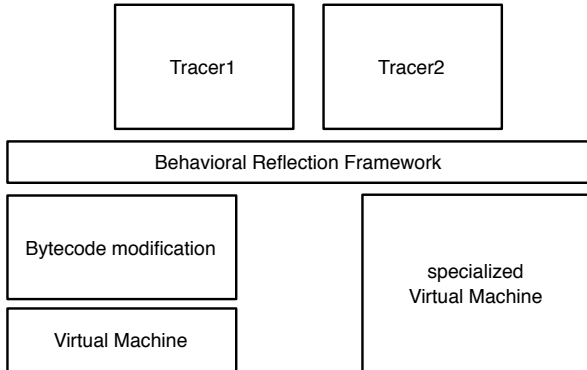 Tracer1
Tracer2
Behavioral Reflection Framework
Bytecode modification
specialized
Virtual Machine
Virtual Machine